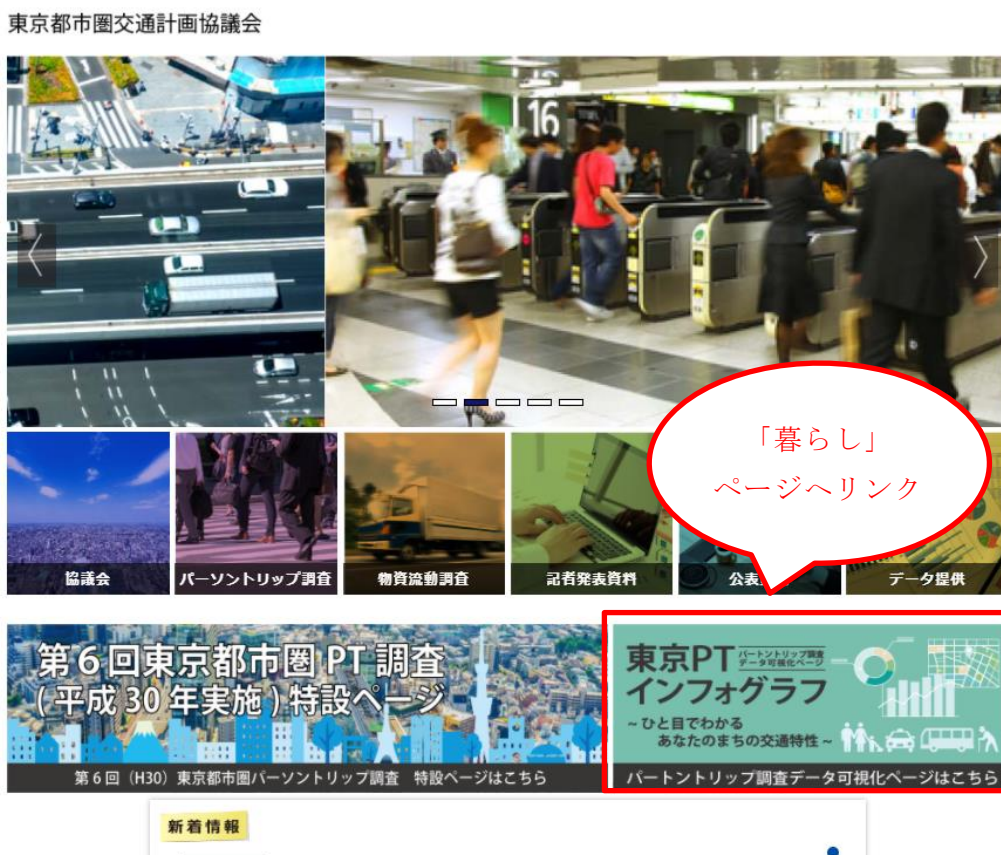 東京都市圏交通計画協議会
16
「暮らし」
ページへリンク
協議会
パーソントリップ調査
物資流動調査
記者発表資料
公表
データ提供
第6回東京都市圏 PT 調査
(平成 30 年実施)特設ページ
第6回（H30）東京都市圏パーソントリップ調査 特設ページはこちら
東京PT パートントリップ調査
データ可視化ページ
インフォグラフ
~ひと目でわかる
あなたのまちの交通特性~
パートントリップ調査データ可視化ページはこちら
新着情報